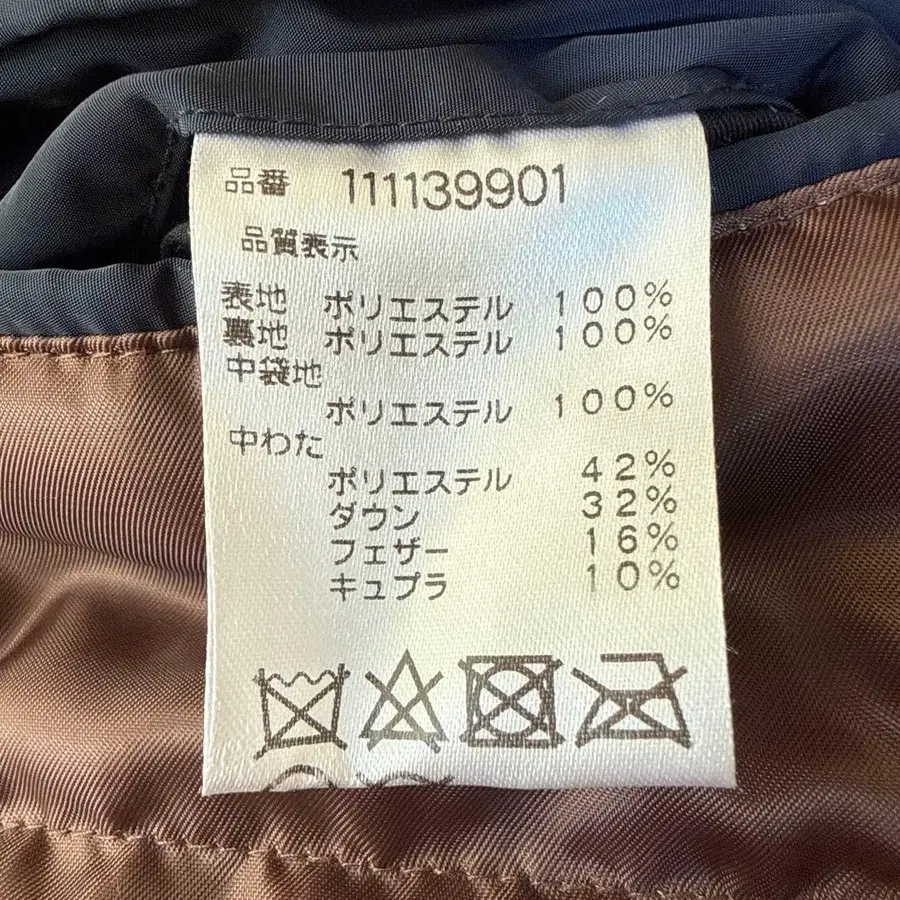 品番 111139901
品質表示
表地 ポリエステル 100%
裏地 ポリエステル 100%
中袋地
ポリエステル 100%
中わた
ポリエステル 42%
ダウン 32%
フェザー 16%
キュプラ 10%